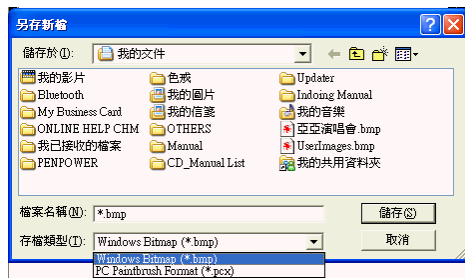 另存新檔
儲存於(I): 我的文件
我的影片 色戒 Updater
Bluetooth 我的圖片 Indoing Manual
My Business Card 我的信箋 我的音樂
ONLINE HELP CHM OTHERS 亞亞演唱會.bmp
我已接收的檔案 Manual UserImages.bmp
PENPOWER CD_Manual List 我的共用資料夾
檔案名稱(N): *.bmp 儲存(S)
存檔類型(T): Windows Bitmap (*.bmp) 取消
Windows Bitmap (*.bmp)
PC Paintbrush Format (*.pcx)